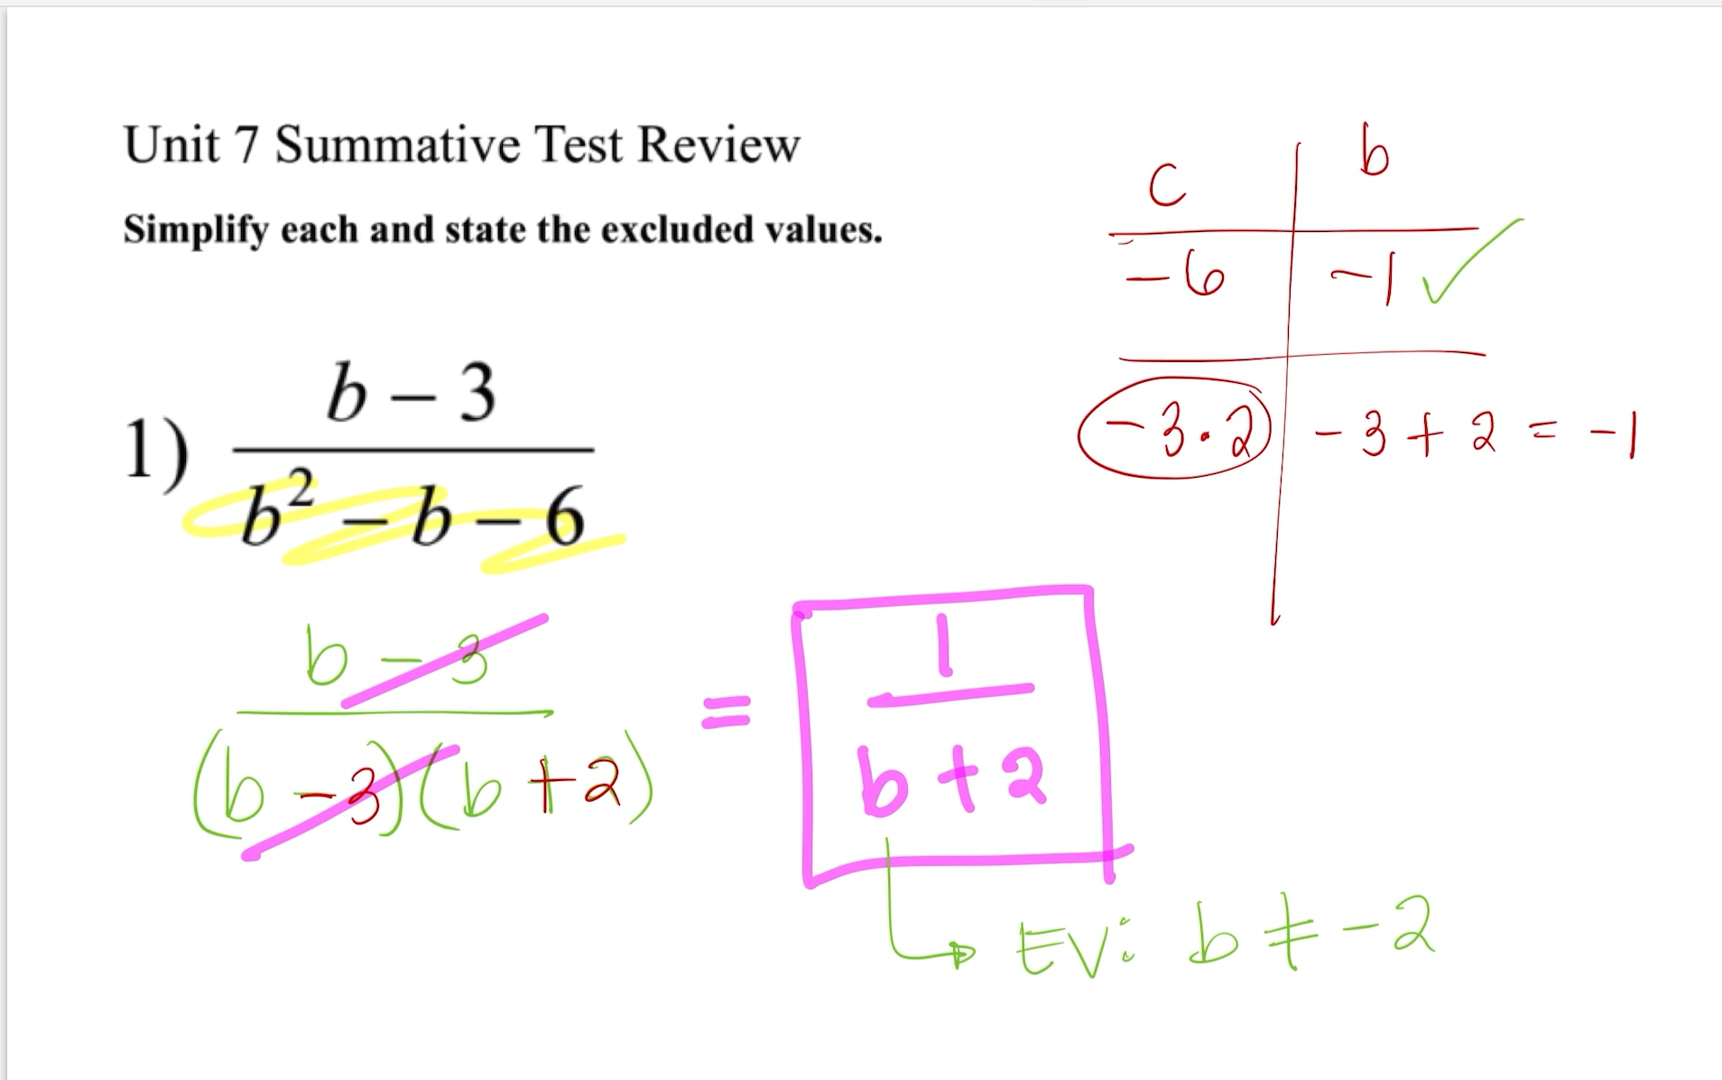 Unit 7 Summative Test Review
Simplify each and state the excluded values.
c | b
-6 | -1 ✓
-3·2 | -3+2 = -1
1) b – 3
b² – b – 6
b - 3
(b - 3)(b + 2)
=
1
b + 2
EV: b ≠ -2